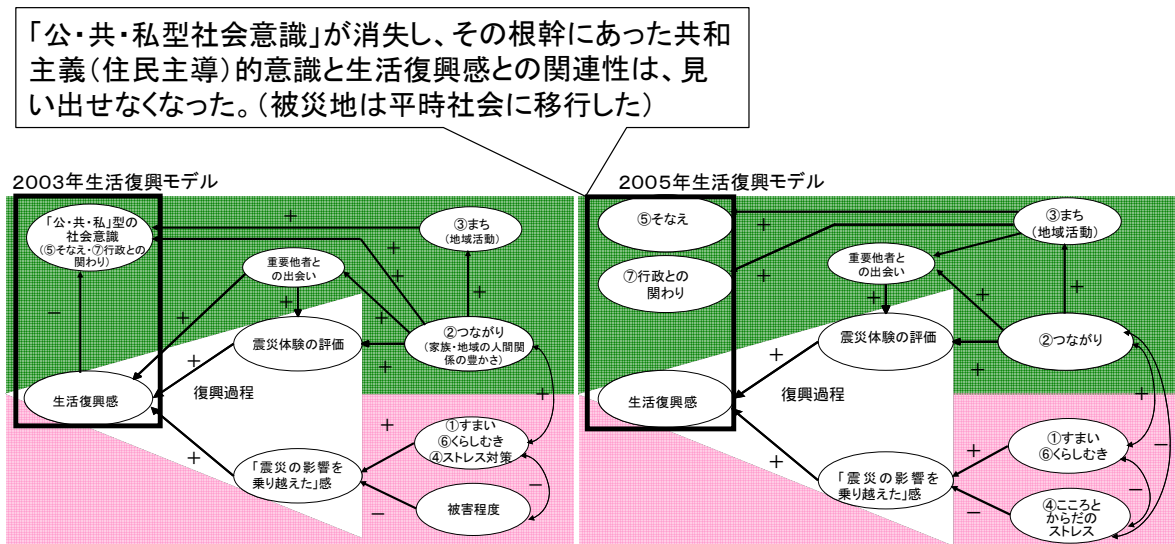 「公・共・私型社会意識」が消失し、その根幹にあった共和
主義(住民主導)的意識と生活復興感との関連性は、見
い出せなくなった。(被災地は平時社会に移行した)
2003年生活復興モデル
「公・共・私」型の
社会意識
(⑤そなえ・⑦行政との
関わり)
+
③まち
(地域活動)
重要他者と
の出会い
+
+
−
+
+
+
震災体験の評価
②つながり
(家族・地域の人間関
係の豊かさ)
+
+
復興過程
生活復興感
+
+
①すまい
⑥くらしむき
④ストレス対策
+
「震災の影響を
乗り越えた」感
−
被害程度
−
2005年生活復興モデル
⑤そなえ
+
③まち
(地域活動)
⑦行政との
関わり
+
重要他者と
の出会い
+
+
+
+
震災体験の評価
②つながり
+
+
復興過程
生活復興感
+
+
①すまい
⑥くらしむき
+
「震災の影響を
乗り越えた」感
−
−
−
④こころと
からだの
ストレス